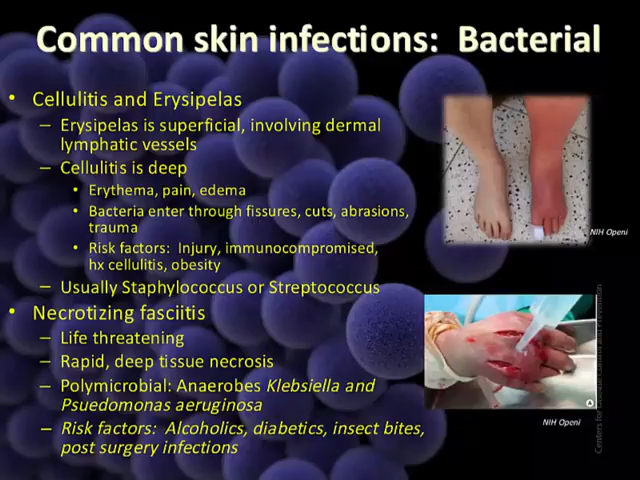 Common skin infections: Bacterial
• Cellulitis and Erysipelas
– Erysipelas is superficial, involving dermal
lymphatic vessels
– Cellulitis is deep
• Erythema, pain, edema
• Bacteria enter through fissures, cuts, abrasions,
trauma
• Risk factors: Injury, immunocompromised,
hx cellulitis, obesity
– Usually Staphylococcus or Streptococcus
• Necrotizing fasciitis
– Life threatening
– Rapid, deep tissue necrosis
– Polymicrobial: Anaerobes Klebsiella and
Psuedomonas aeruginosa
– Risk factors: Alcoholics, diabetics, insect bites,
post surgery infections
NIH Openi
A
NIH Openi
Centers for